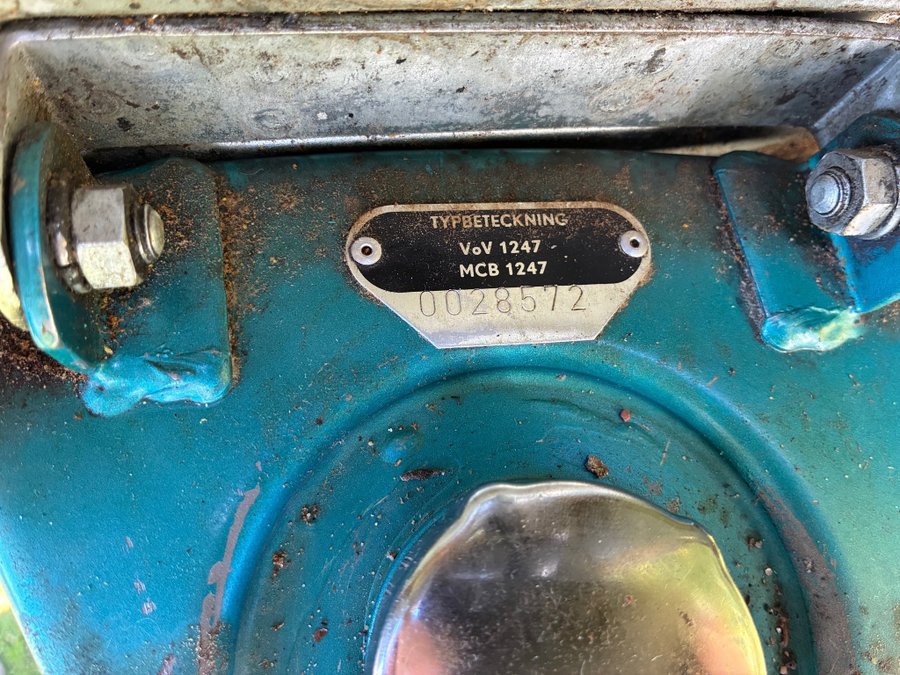 TYPBETECKNING
VoV 1247
MCB 1247
0028572